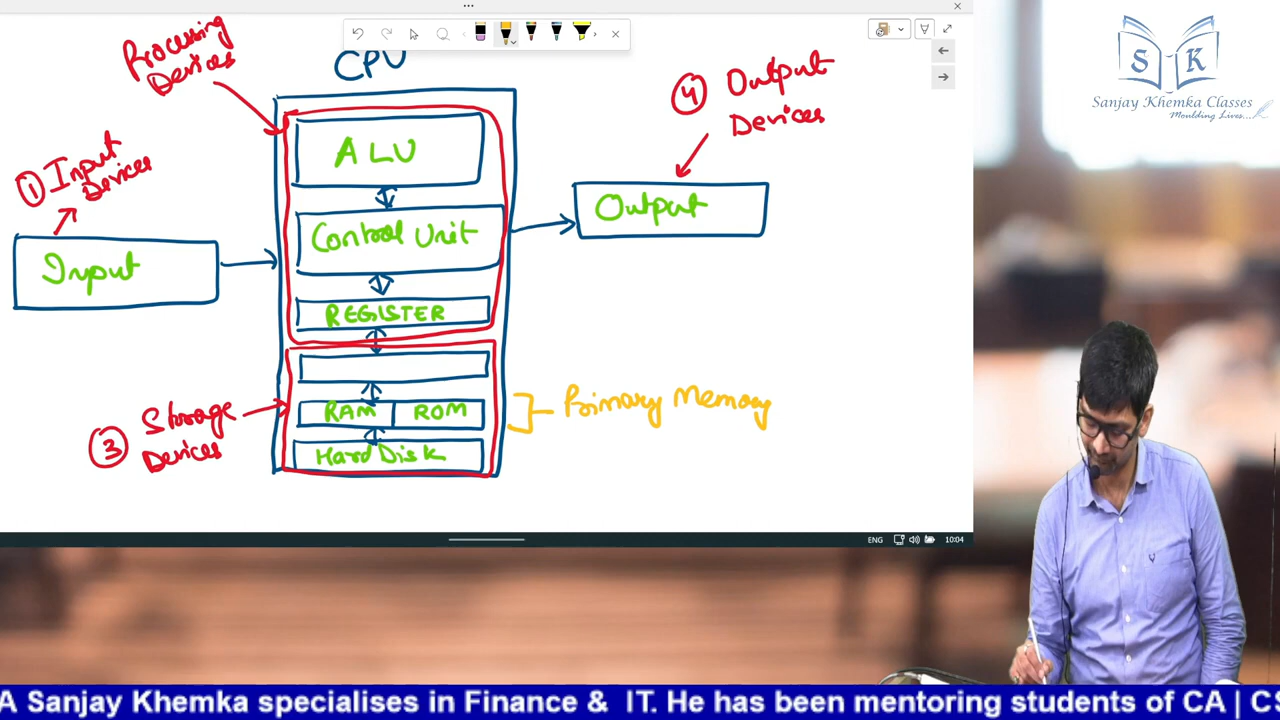 Processing
Devices
CPU
① Input
Devices
Input
ALU
Control Unit
REGISTER
RAM ROM
Hard Disk
③ Storage
Devices
Primary Memory
④ Output
Devices
Output
S K
Sanjay Khemka Classes
Moulding Lives...
ENG 10:04
A Sanjay Khemka specialises in Finance & IT. He has been mentoring students of CA | CS